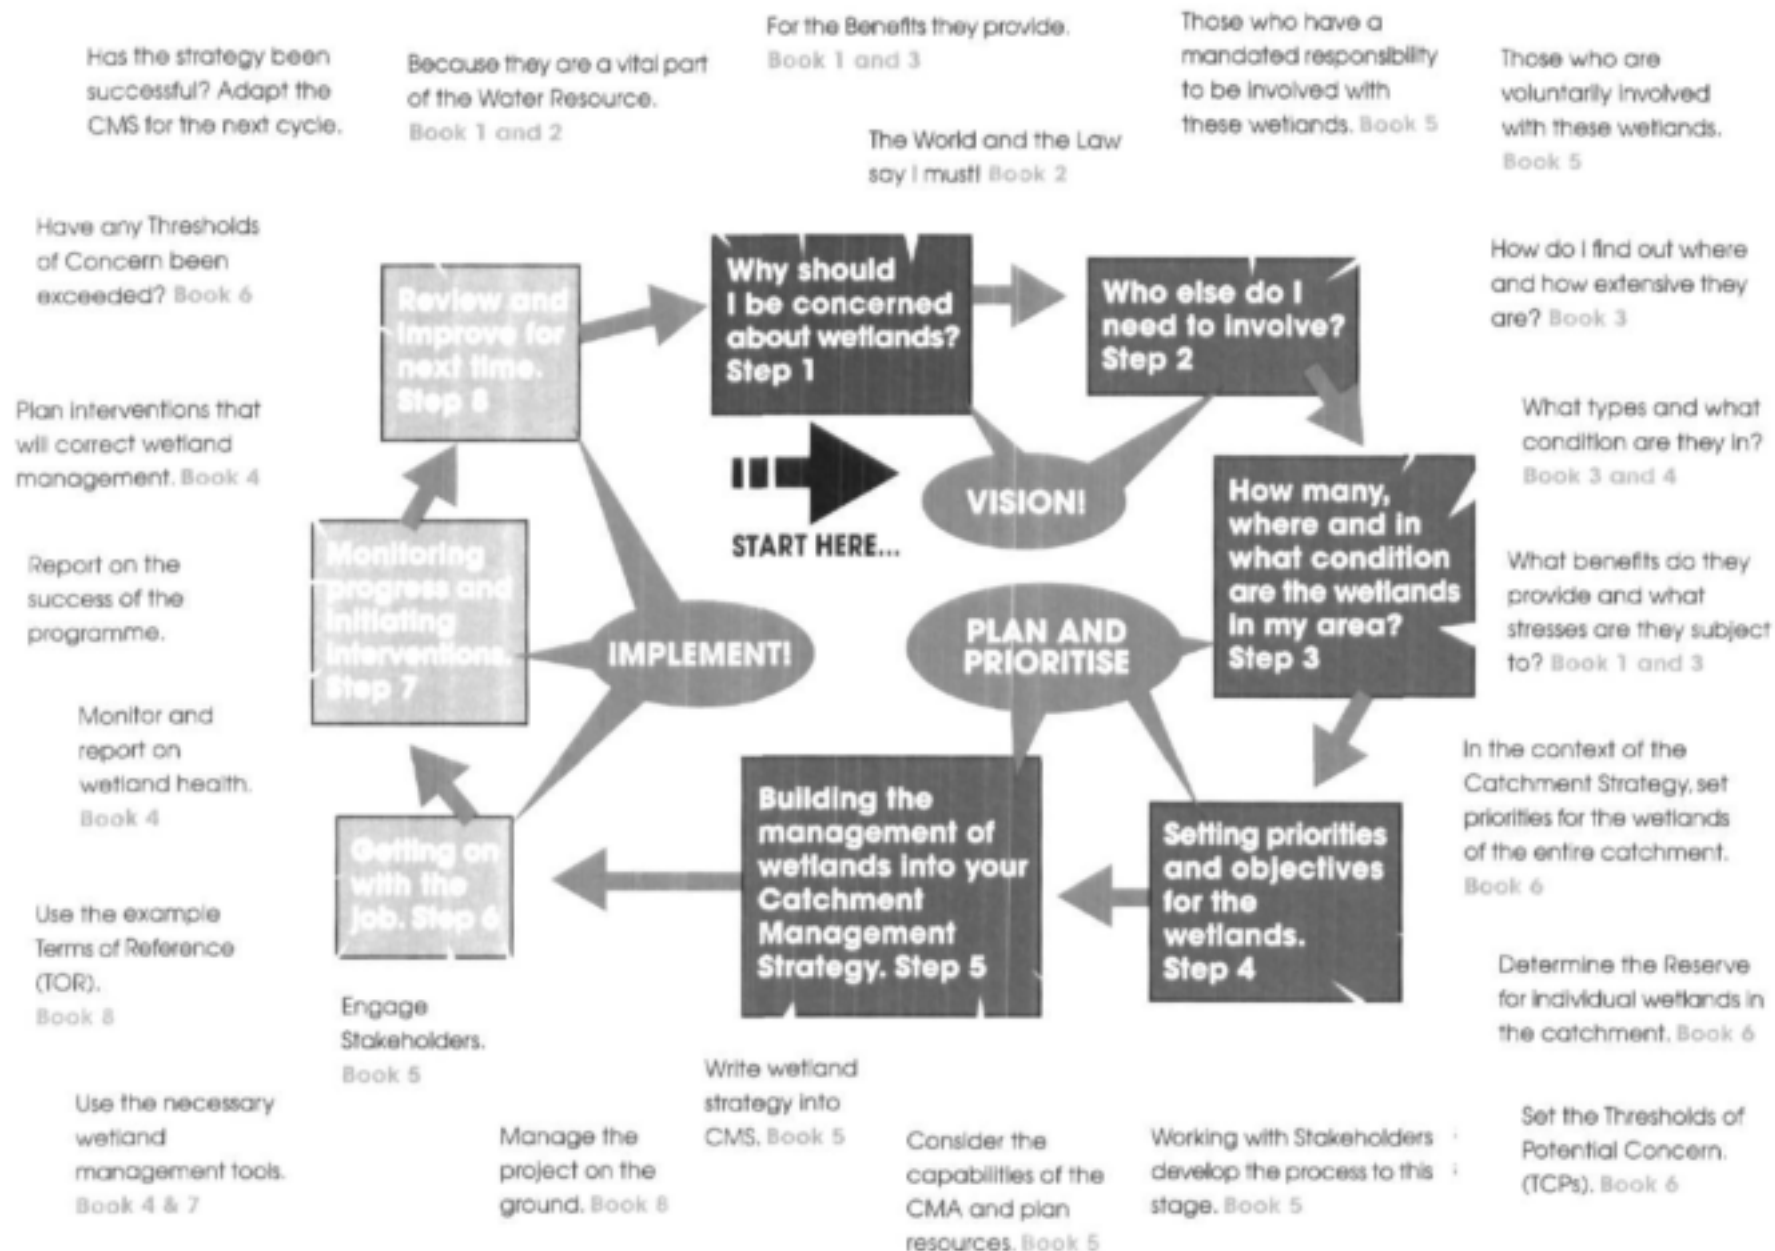 Has the strategy been
successful? Adapt the
CMS for the next cycle.
Because they are a vital part
of the Water Resource.
Book 1 and 2
For the Benefits they provide.
Book 1 and 3
The World and the Law
say I must! Book 2
Those who have a
mandated responsibility
to be involved with
these wetlands. Book 5
Those who are
voluntarily involved
with these wetlands.
Book 5
Have any Thresholds
of Concern been
exceeded? Book 6
Review and
improve for
next time.
Step 8
Why should
I be concerned
about wetlands?
Step 1
Who else do I
need to involve?
Step 2
How do I find out where
and how extensive they
are? Book 3
Plan interventions that
will correct wetland
management. Book 4
START HERE...
VISION!
How many,
where and in
what condition
are the wetlands
in my area?
Step 3
What types and what
condition are they in?
Book 3 and 4
Report on the
success of the
programme.
Monitoring
progress and
initiating
interventions.
Step 7
IMPLEMENT!
PLAN AND
PRIORITISE
What benefits do they
provide and what
stresses are they subject
to? Book 1 and 3
Monitor and
report on
wetland health.
Book 4
Getting on
with the
job. Step 6
Building the
management of
wetlands into your
Catchment
Management
Strategy. Step 5
Setting priorities
and objectives
for the
wetlands.
Step 4
In the context of the
Catchment Strategy, set
priorities for the wetlands
of the entire catchment.
Book 6
Use the example
Terms of Reference
(TOR).
Book 8
Engage
Stakeholders.
Book 5
Determine the Reserve
for individual wetlands in
the catchment. Book 6
Use the necessary
wetland
management tools.
Book 4 & 7
Manage the
project on the
ground. Book 8
Write wetland
strategy into
CMS. Book 5
Consider the
capabilities of the
CMA and plan
resources. Book 5
Working with Stakeholders
develop the process to this
stage. Book 5
Set the Thresholds of
Potential Concern.
(TCPs). Book 6